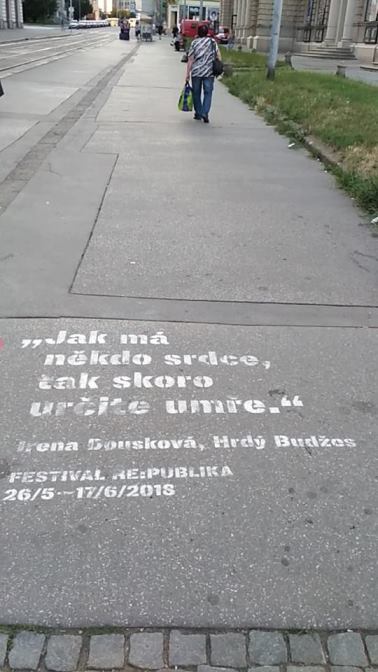 „Jak má
někdo srdce,
tak skoro
určitě umře.“
Irena Dousková, Hrdý Budžes
FESTIVAL RE:PUBLIKA
26/5–17/6/2018